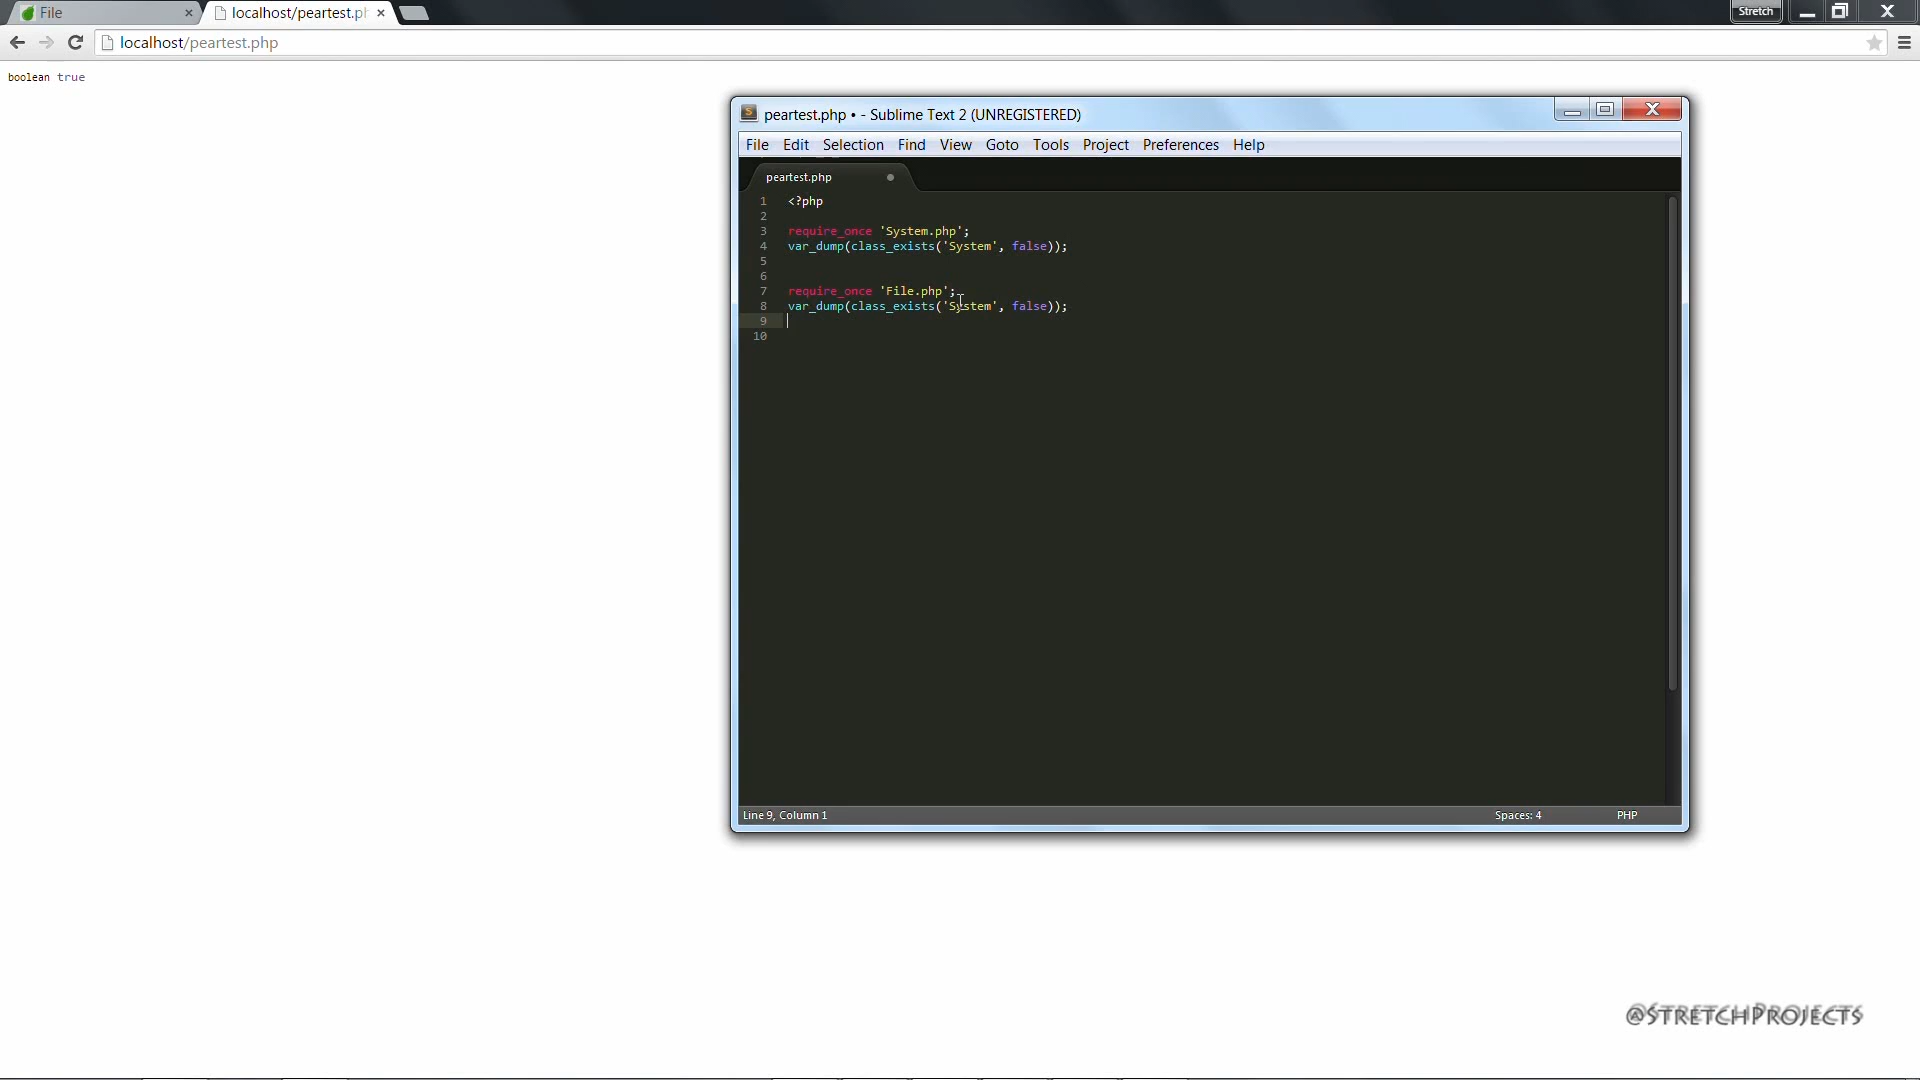 File
localhost/peartest.ph
Stretch
localhost/peartest.php
boolean true
peartest.php • - Sublime Text 2 (UNREGISTERED)
File Edit Selection Find View Goto Tools Project Preferences Help
peartest.php
1 <?php
2
3 require_once 'System.php';
4 var_dump(class_exists('System', false));
5
6
7 require_once 'File.php';
8 var_dump(class_exists('System', false));
9
10
Line 9, Column 1
Spaces: 4
PHP
@StretchProjects